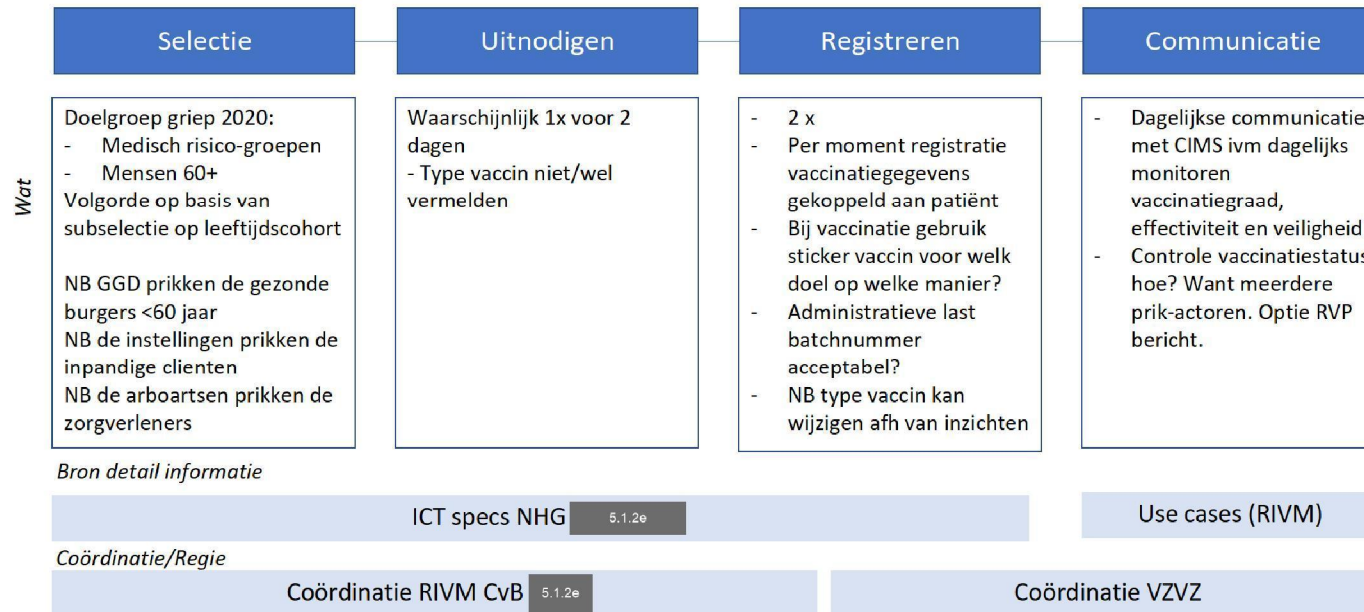 Selectie
Uitnodigen
Registreren
Communicatie
Wat
Doelgroep griep 2020:
- Medisch risico-groepen
- Mensen 60+
Volgorde op basis van
subselectie op leeftijdscohort
NB GGD prikken de gezonde
burgers <60 jaar
NB de instellingen prikken de
inpandige clienten
NB de arboartsen prikken de
zorgverleners
Waarschijnlijk 1x voor 2
dagen
- Type vaccin niet/wel
vermelden
- 2 x
- Per moment registratie
vaccinatiegegevens
gekoppeld aan patiënt
- Bij vaccinatie gebruik
sticker vaccin voor welk
doel op welke manier?
- Administratieve last
batchnummer
acceptabel?
- NB type vaccin kan
wijzigen afh van inzichten
- Dagelijkse communicatie
met CIMS ivm dagelijks
monitoren
vaccinatiegraad,
effectiviteit en veiligheid
- Controle vaccinatiestatus
hoe? Want meerdere
prik-actoren. Optie RVP
bericht.
Bron detail informatie
ICT specs NHG 5.1.2e
Use cases (RIVM)
Coördinatie/Regie
Coördinatie RIVM CvB 5.1.2e
Coördinatie VZVZ